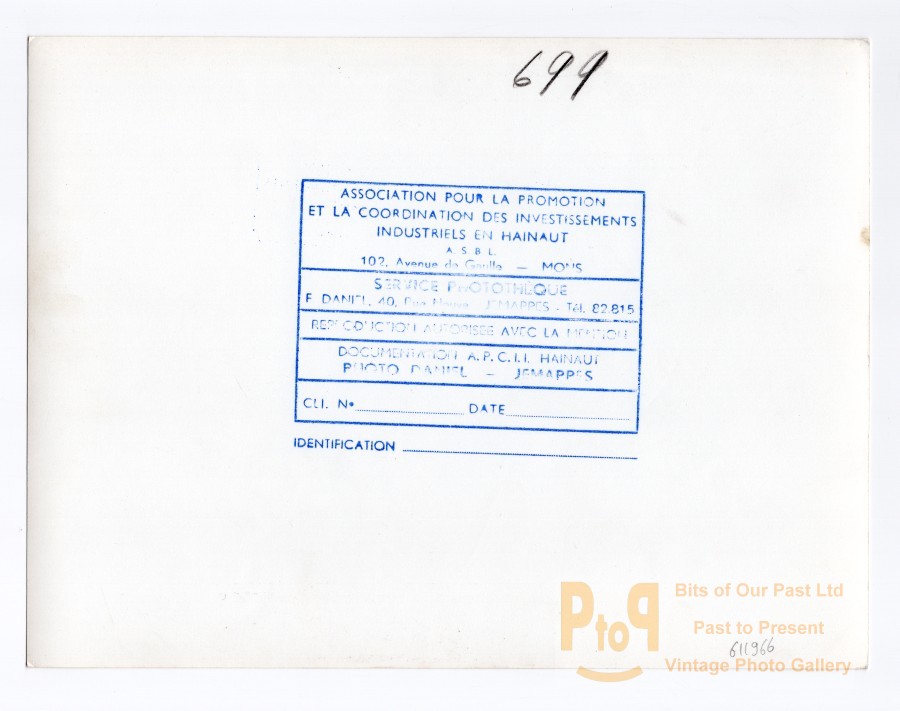 699
ASSOCIATION POUR LA PROMOTION
ET LA COORDINATION DES INVESTISSEMENTS
INDUSTRIELS EN HAINAUT
A. S. B. L.
102, Avenue de Gaulle — MONS
SERVICE PHOTOTHÈQUE
F. DANIEL, 40, Rue Neuve, JEMAPPES - Tél. 82.815
REPRODUCTION AUTORISEE AVEC LA MENTION
DOCUMENTATION A.P.C.I.I. HAINAUT
PHOTO DANIEL — JEMAPPES
CLI. N° DATE
IDENTIFICATION
PtoP
Bits of Our Past Ltd
Past to Present
611966
Vintage Photo Gallery